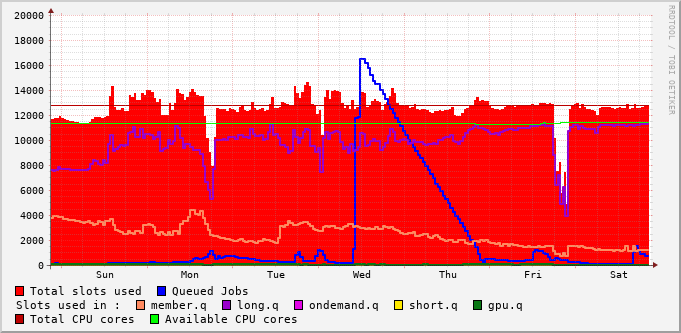 RRDTOOL / TOBI OETIKER
20000
18000
16000
14000
12000
10000
8000
6000
4000
2000
0
Sun Mon Tue Wed Thu Fri Sat
Total slots used Queued Jobs
Slots used in : member.q long.q ondemand.q short.q gpu.q
Total CPU cores Available CPU cores